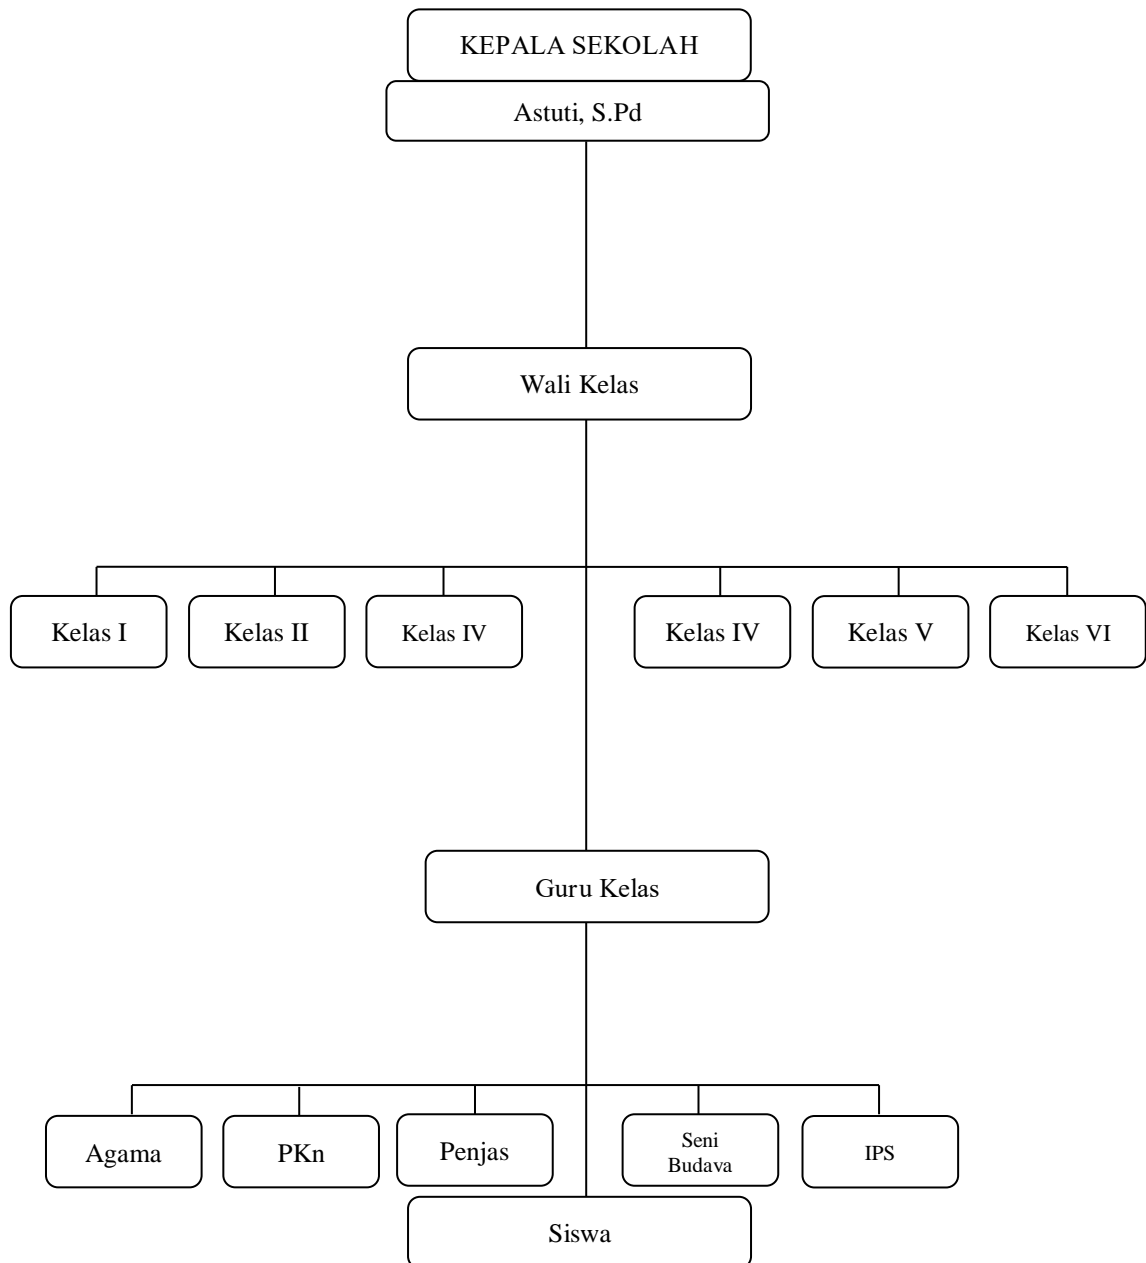 KEPALA SEKOLAH
Astuti, S.Pd
Wali Kelas
Kelas I
Kelas II
Kelas IV
Kelas IV
Kelas V
Kelas VI
Guru Kelas
Agama
PKn
Penjas
Seni
Budava
IPS
Siswa